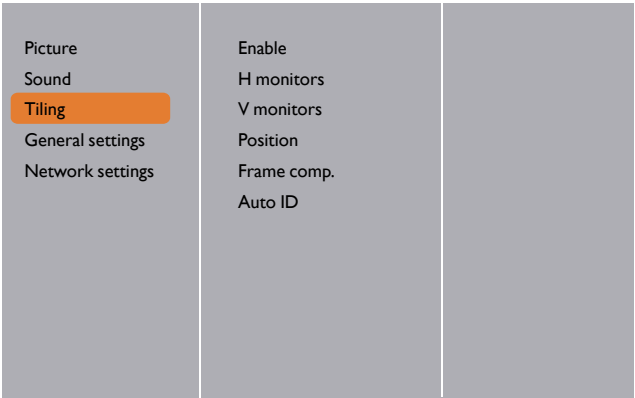 Picture
Sound
Tiling
General settings
Network settings
Enable
H monitors
V monitors
Position
Frame comp.
Auto ID